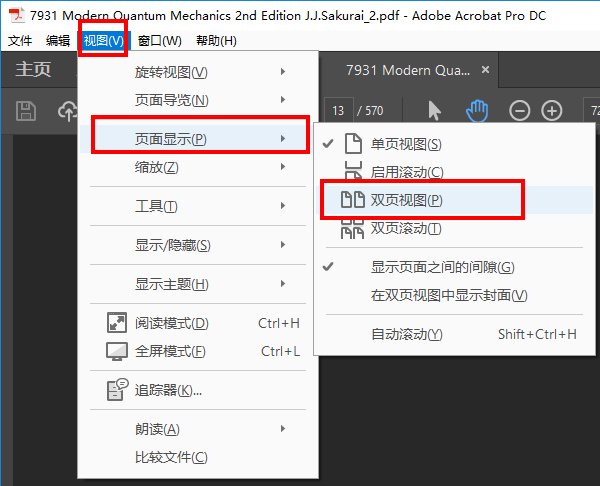 7931 Modern Quantum Mechanics 2nd Edition J.J.Sakurai_2.pdf - Adobe Acrobat Pro DC
文件 编辑 视图(V) 窗口(W) 帮助(H)
主页
7931 Modern Qua... ×
13 / 570
72
旋转视图(V)
页面导览(N)
页面显示(P)
缩放(Z)
工具(T)
显示/隐藏(S)
显示主题(H)
阅读模式(D) Ctrl+H
全屏模式(F) Ctrl+L
追踪器(K)...
朗读(A)
比较文件(C)
单页视图(S)
启用滚动(C)
双页视图(P)
双页滚动(T)
显示页面之间的间隙(G)
在双页视图中显示封面(V)
自动滚动(Y) Shift+Ctrl+H